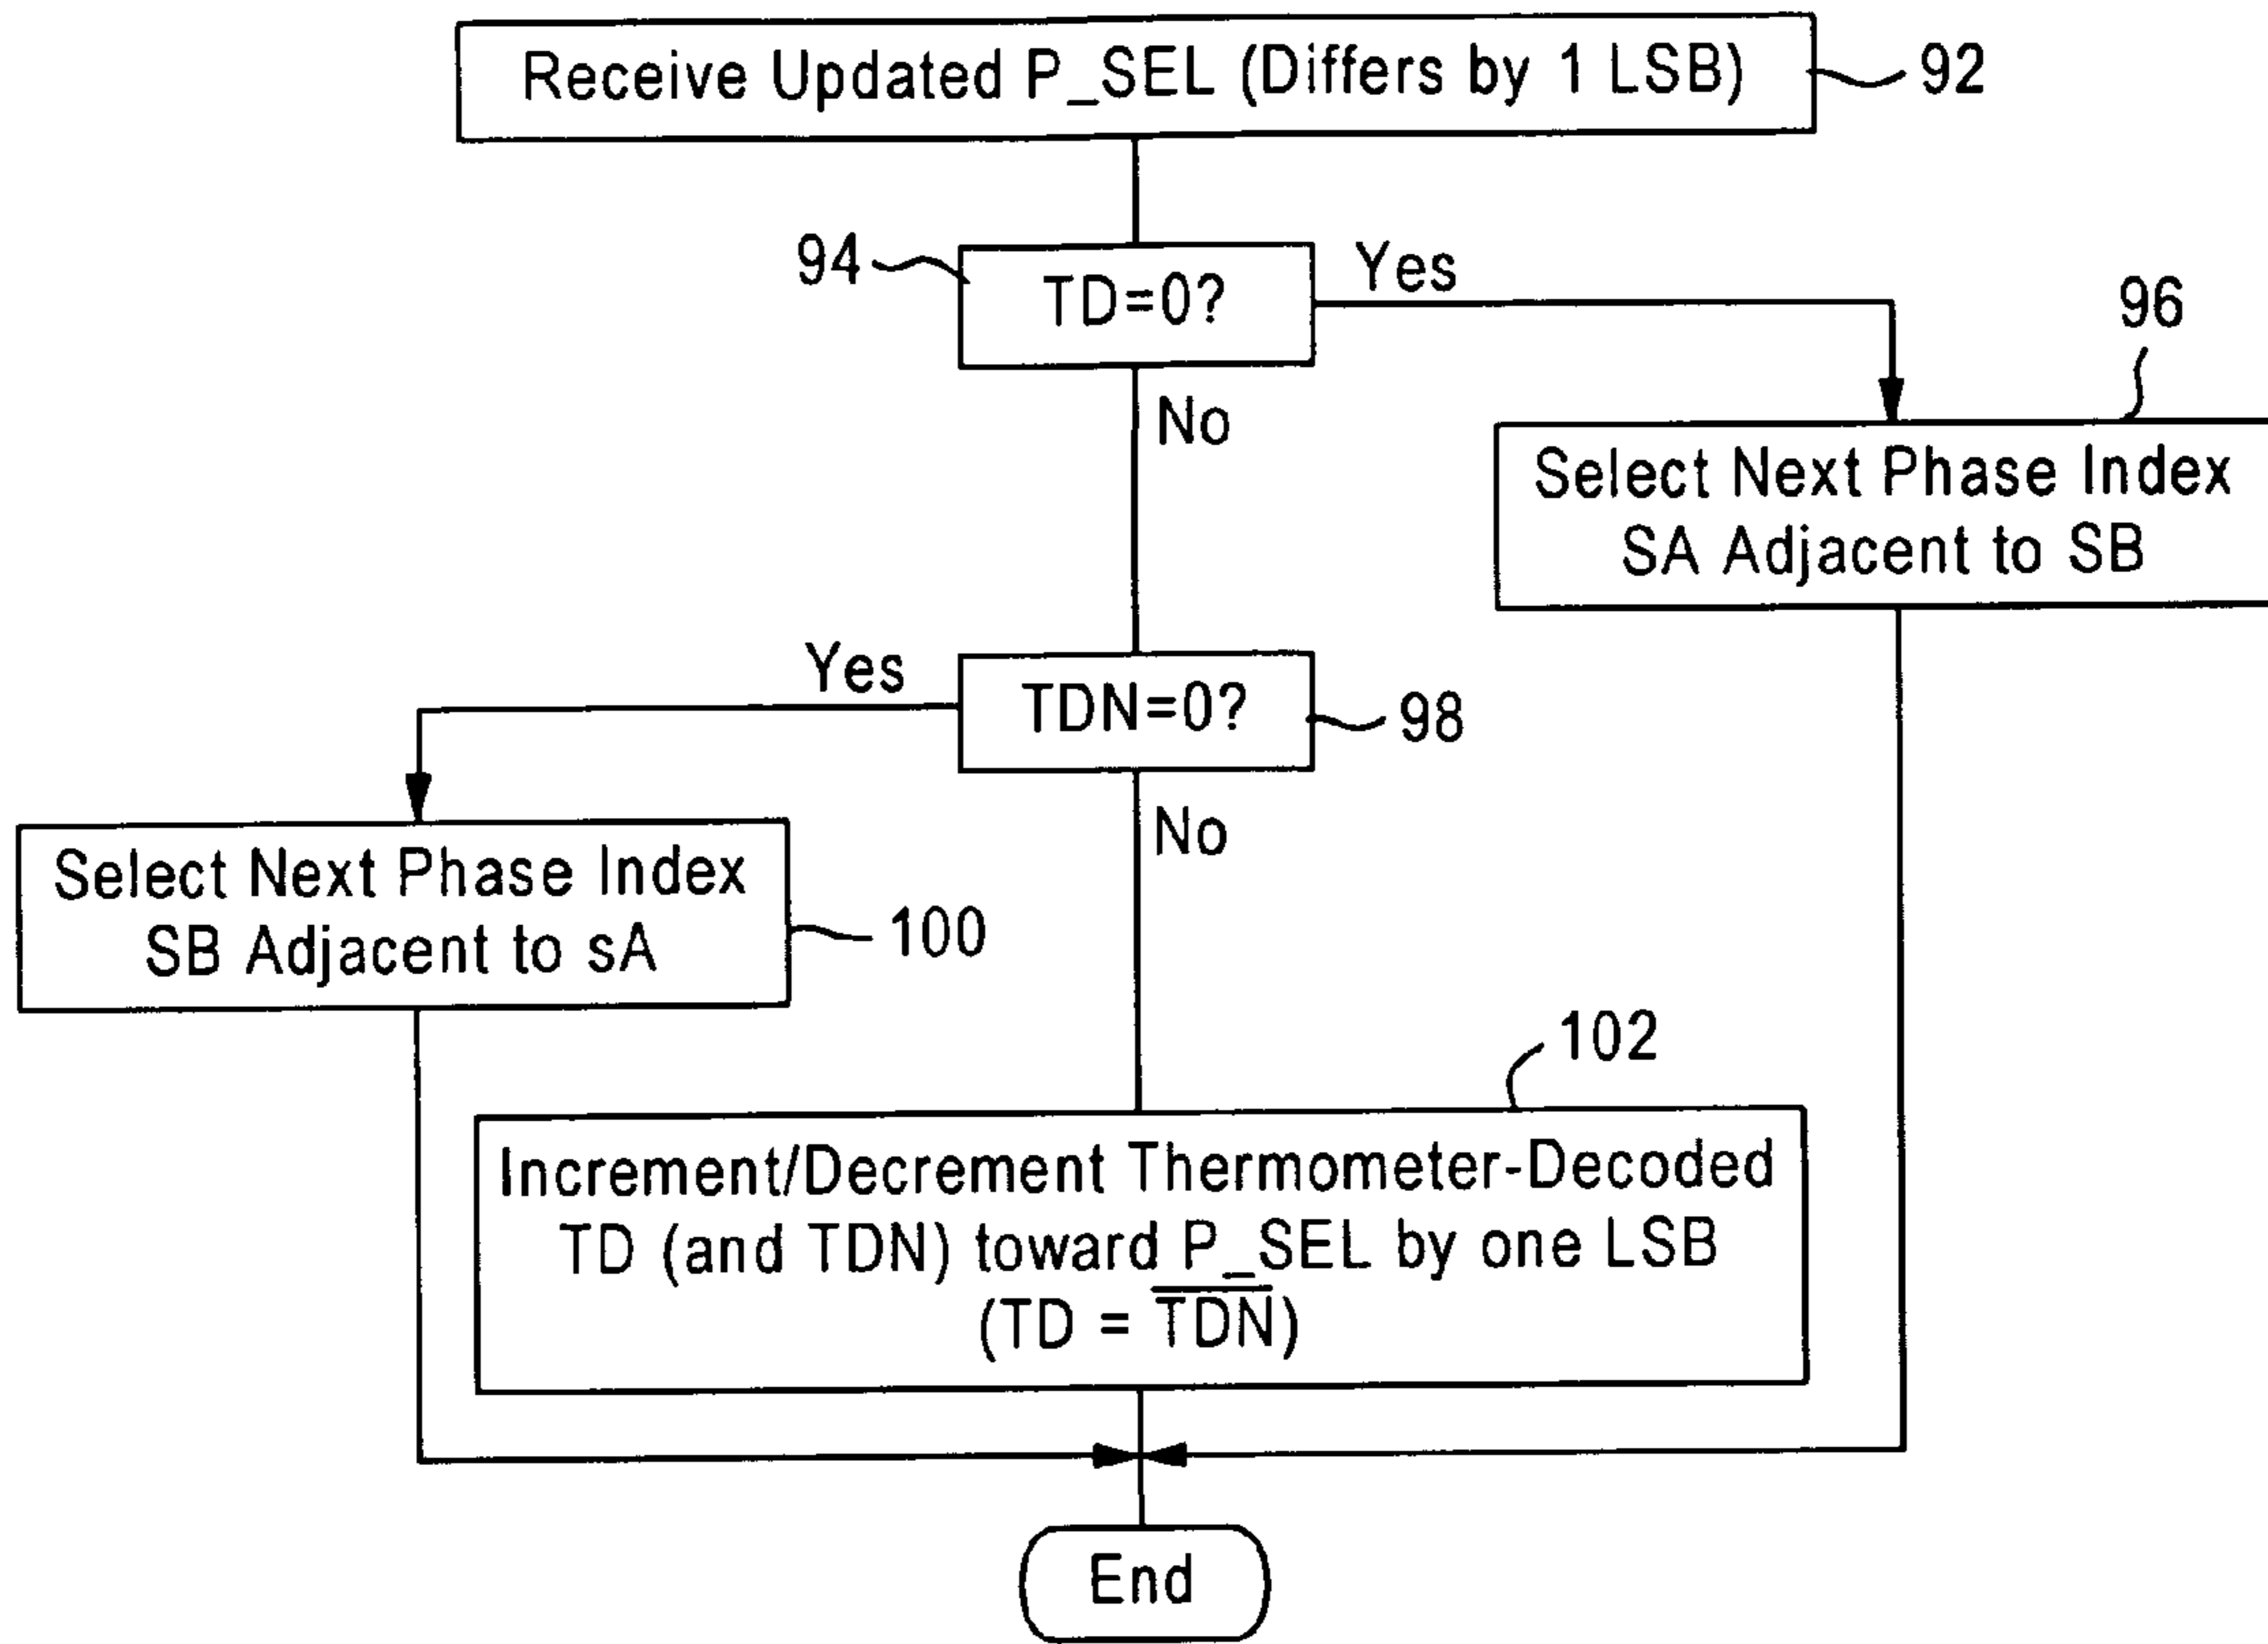 Receive Updated P_SEL (Differs by 1 LSB)
92
94
TD=0?
Yes
96
No
Select Next Phase Index
SA Adjacent to SB
Yes
TDN=0?
98
No
Select Next Phase Index
SB Adjacent to sA
100
102
Increment/Decrement Thermometer-Decoded
TD (and TDN) toward P_SEL by one LSB
(TD = T̅D̅N̅)
End